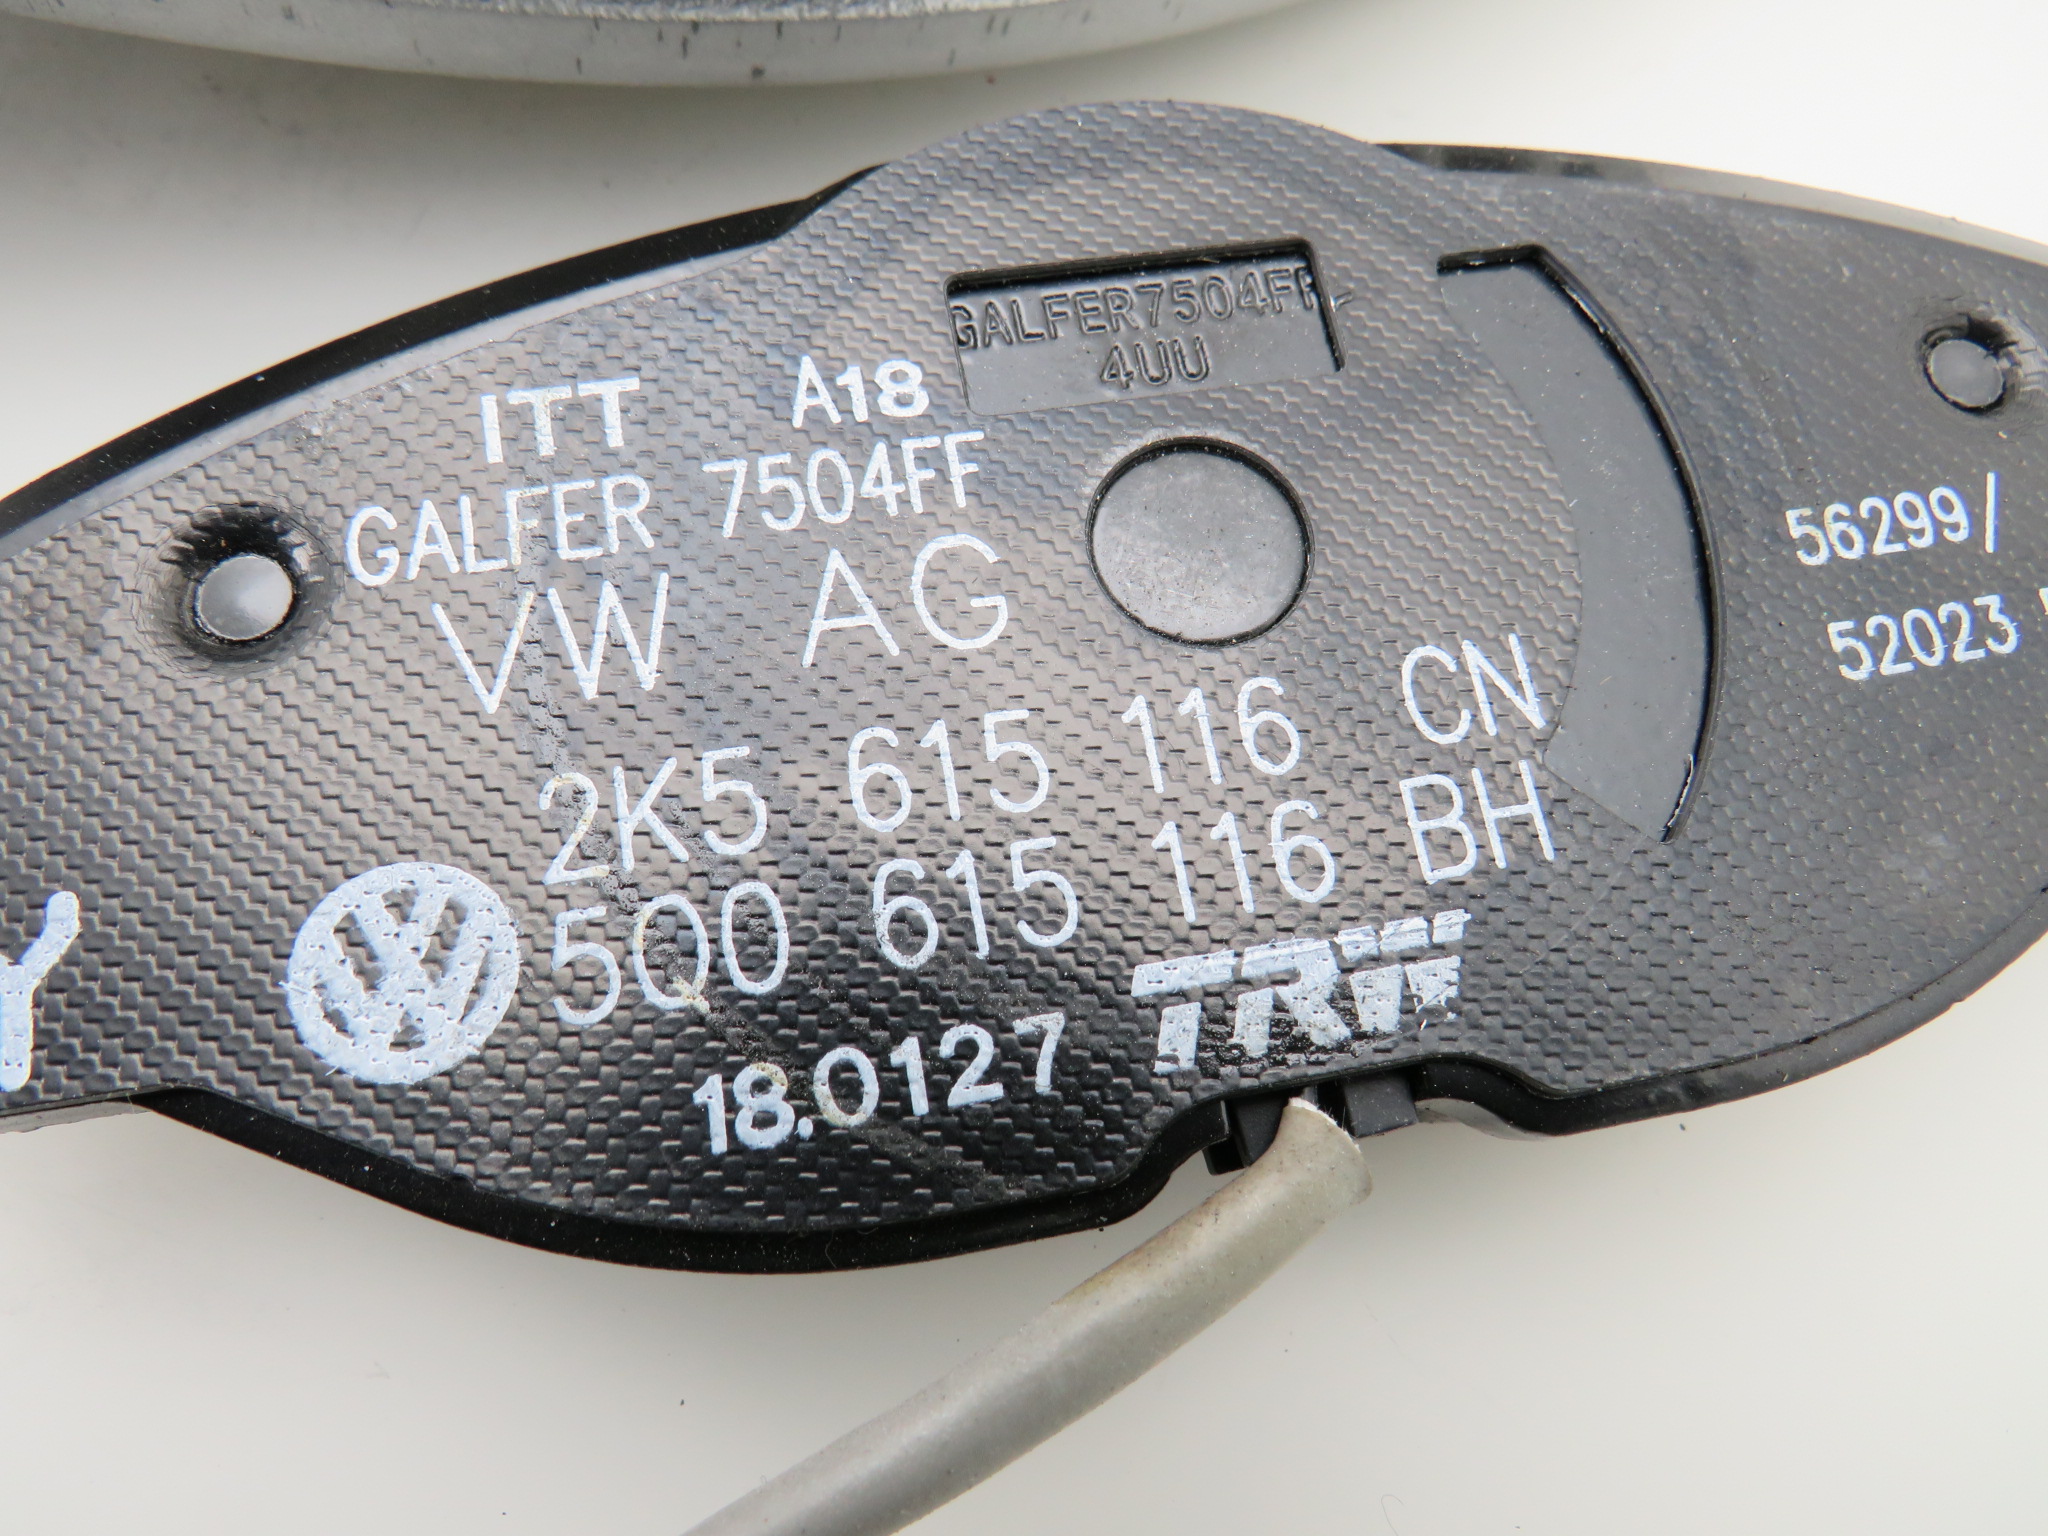 GALFER7504FF
4UU
ITT A18
GALFER 7504FF
VW AG
2K5 615 116 CN
5Q0 615 116 BH
18.0127 TRW
56299/
52023
Y